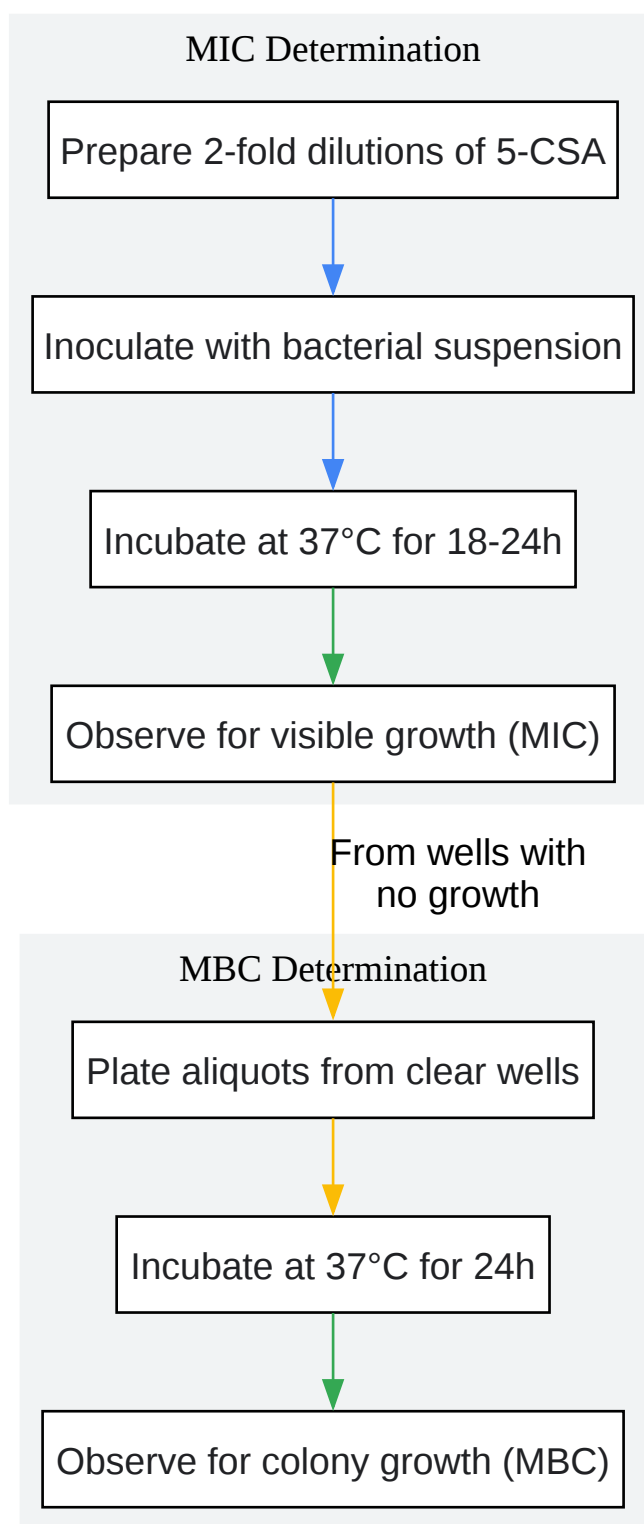 MIC Determination
Prepare 2-fold dilutions of 5-CSA
Inoculate with bacterial suspension
Incubate at 37°C for 18-24h
Observe for visible growth (MIC)
From wells with
no growth
MBC Determination
Plate aliquots from clear wells
Incubate at 37°C for 24h
Observe for colony growth (MBC)